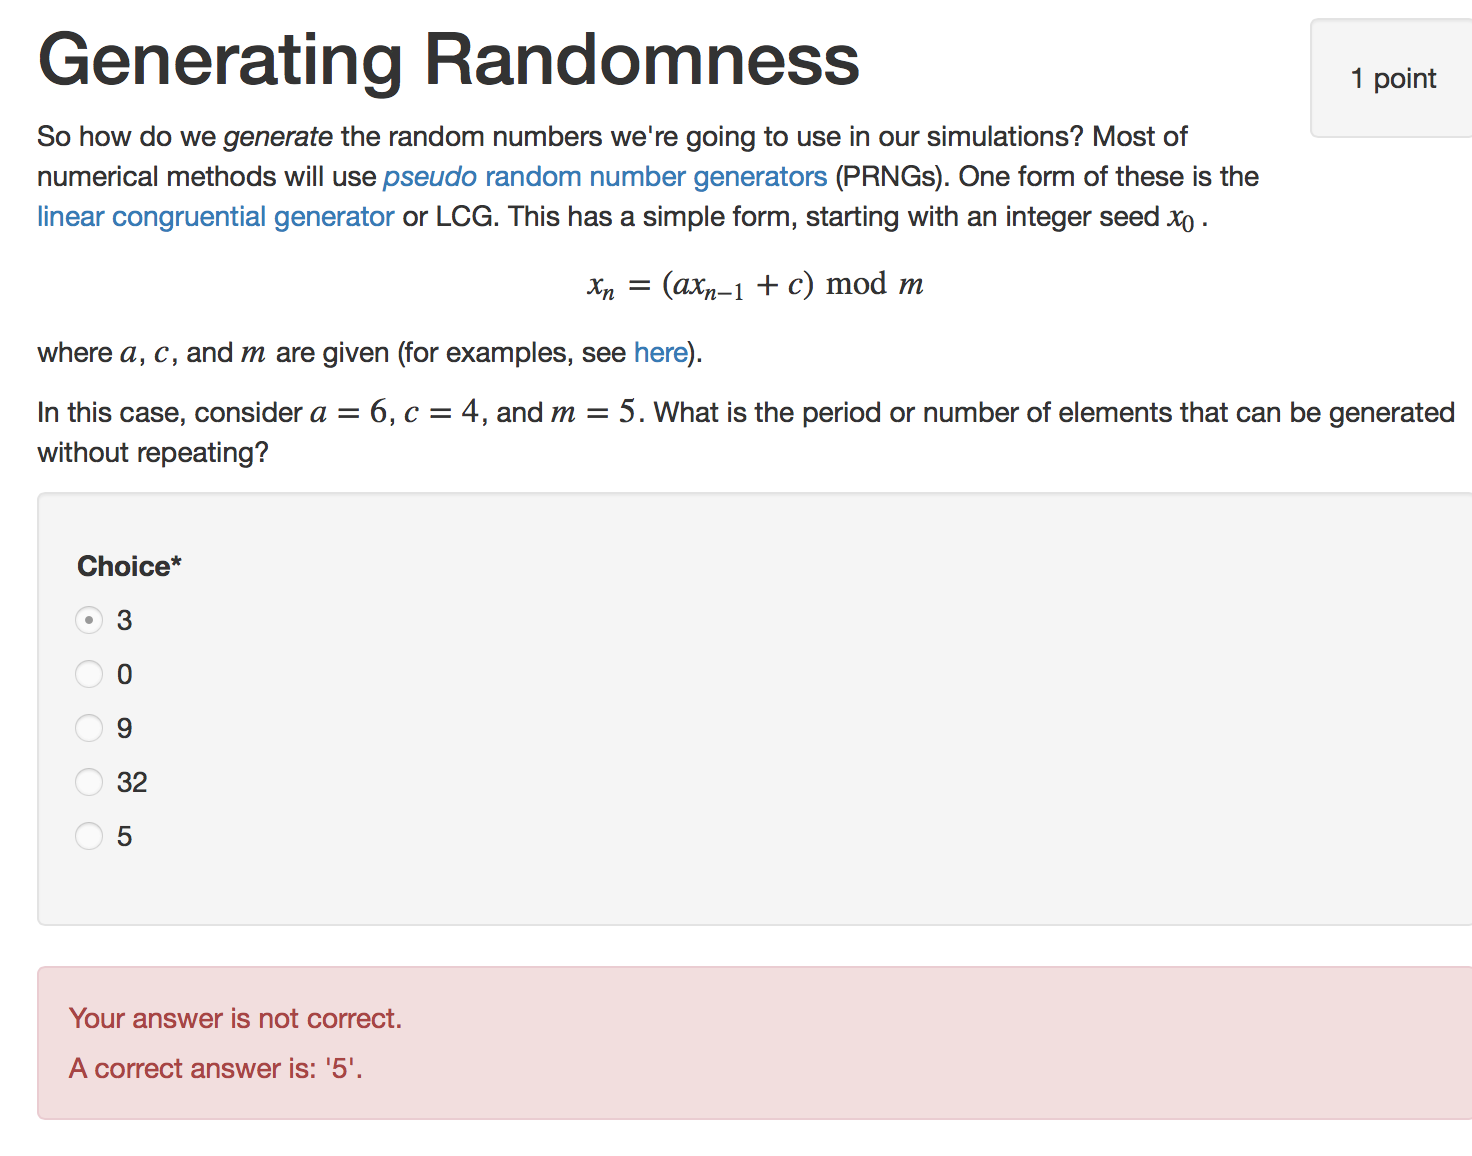 Generating Randomness
1 point
So how do we generate the random numbers we're going to use in our simulations? Most of
numerical methods will use pseudo random number generators (PRNGs). One form of these is the
linear congruential generator or LCG. This has a simple form, starting with an integer seed x₀ .
xₙ = (axₙ₋₁ + c) mod m
where a, c, and m are given (for examples, see here).
In this case, consider a = 6, c = 4, and m = 5. What is the period or number of elements that can be generated
without repeating?
Choice*
3
0
9
32
5
Your answer is not correct.
A correct answer is: '5'.